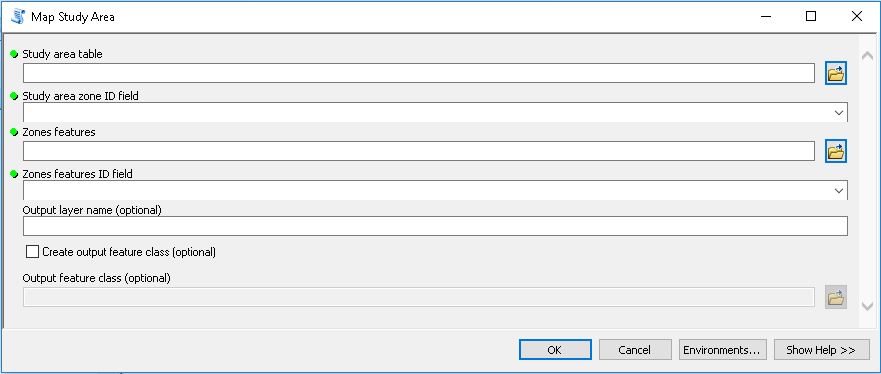 Map Study Area
Study area table
Study area zone ID field
Zones features
Zones features ID field
Output layer name (optional)
Create output feature class (optional)
Output feature class (optional)
OK Cancel Environments... Show Help >>